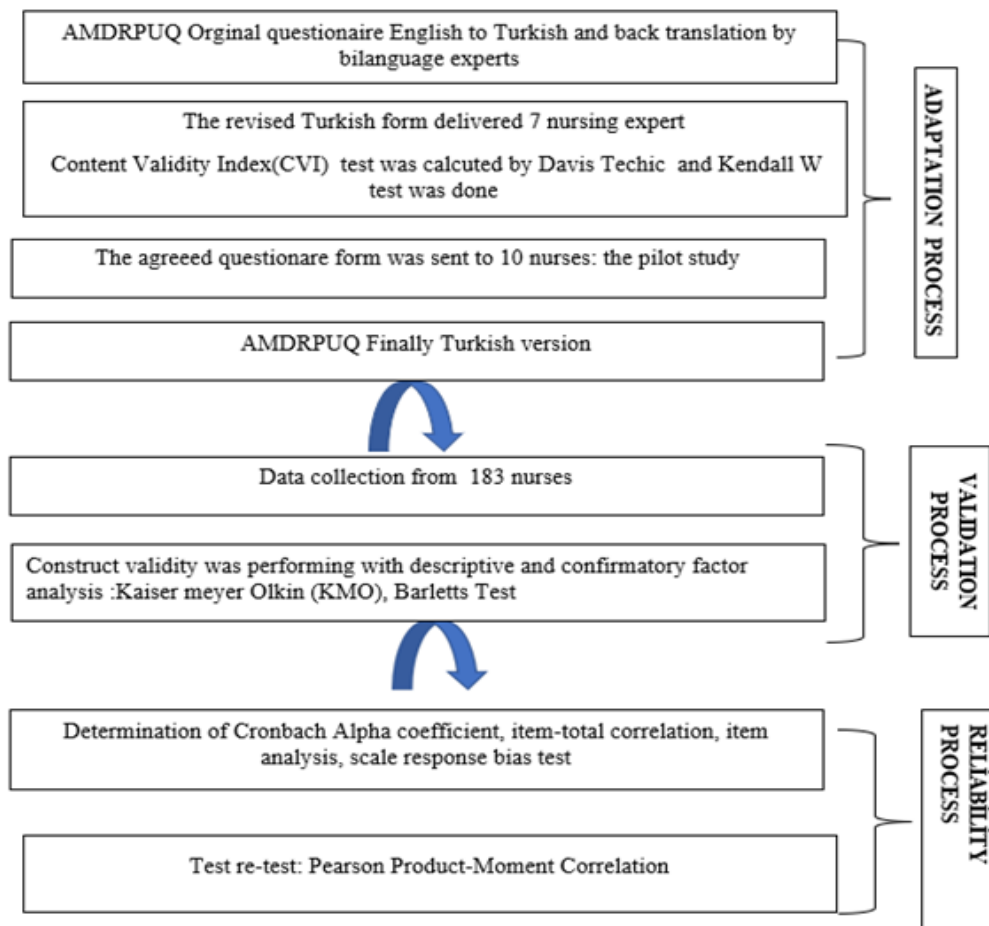 AMDRPUQ Orginal questionaire English to Turkish and back translation by
bilanguage experts
The revised Turkish form delivered 7 nursing expert
Content Validity Index(CVI) test was calcuted by Davis Techic and Kendall W
test was done
The agreeed questionare form was sent to 10 nurses: the pilot study
AMDRPUQ Finally Turkish version
ADAPTATION PROCESS
Data collection from 183 nurses
Construct validity was performing with descriptive and confirmatory factor
analysis :Kaiser meyer Olkin (KMO), Barletts Test
VALIDATION
PROCESS
Determination of Cronbach Alpha coefficient, item-total correlation, item
analysis, scale response bias test
Test re-test: Pearson Product-Moment Correlation
RELİABİLİTY
PROCESS